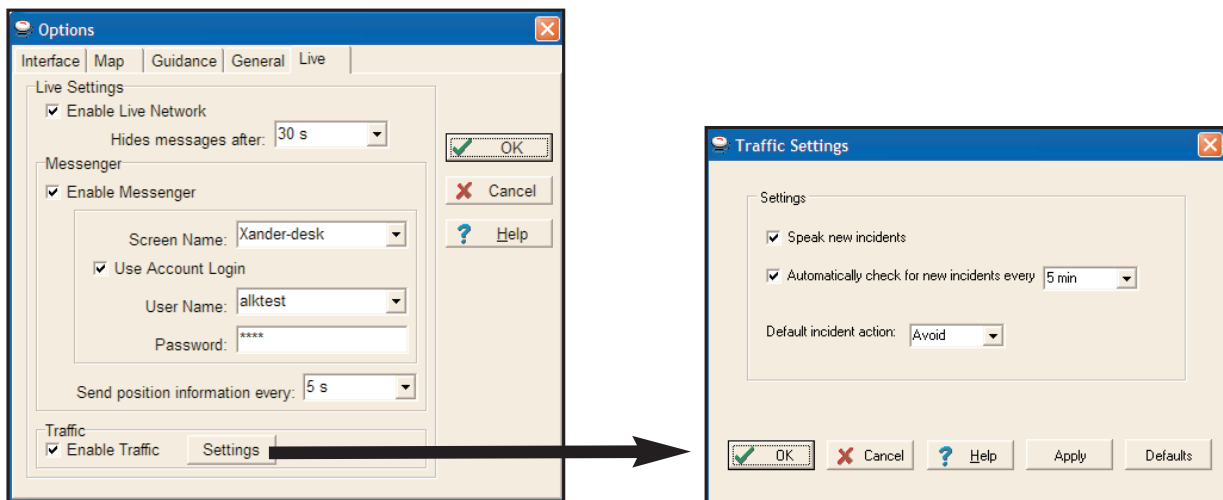 Options
Interface Map Guidance General Live
Live Settings
Enable Live Network
Hides messages after: 30 s
OK
Messenger
Enable Messenger
Cancel
Screen Name: Xander-desk
Help
Use Account Login
User Name: alktest
Password: ****
Send position information every: 5 s
Traffic
Enable Traffic Settings
Traffic Settings
Settings
Speak new incidents
Automatically check for new incidents every 5 min
Default incident action: Avoid
OK Cancel Help Apply Defaults